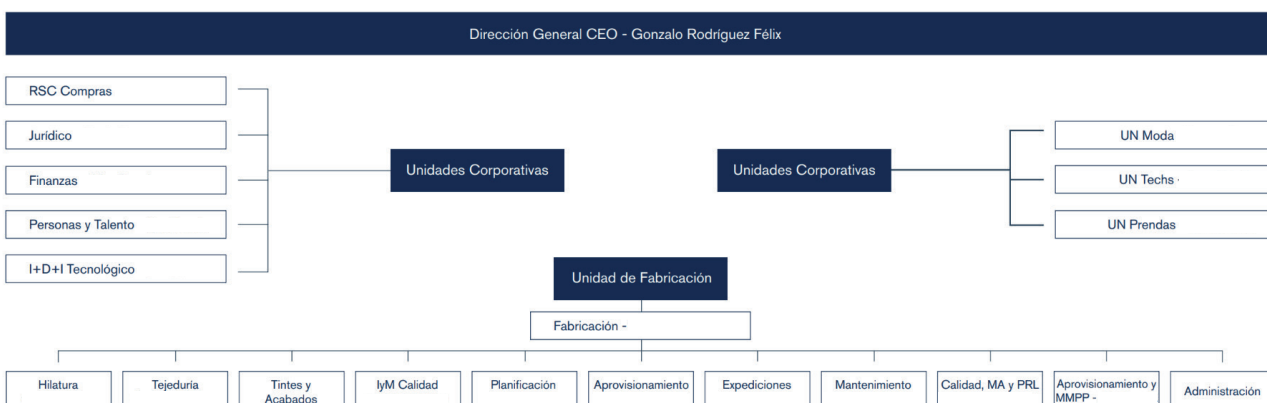 Dirección General CEO - Gonzalo Rodríguez Félix
RSC Compras
Jurídico
Finanzas
Personas y Talento
I+D+I Tecnológico
Unidades Corporativas
Unidades Corporativas
UN Moda
UN Techs -
UN Prendas
Unidad de Fabricación
Fabricación -
Hilatura
Tejeduría
Tintes y
Acabados
IyM Calidad
Planificación
Aprovisionamiento
Expediciones
Mantenimiento
Calidad, MA y PRL
Aprovisionamiento y
MMPP -
Administración